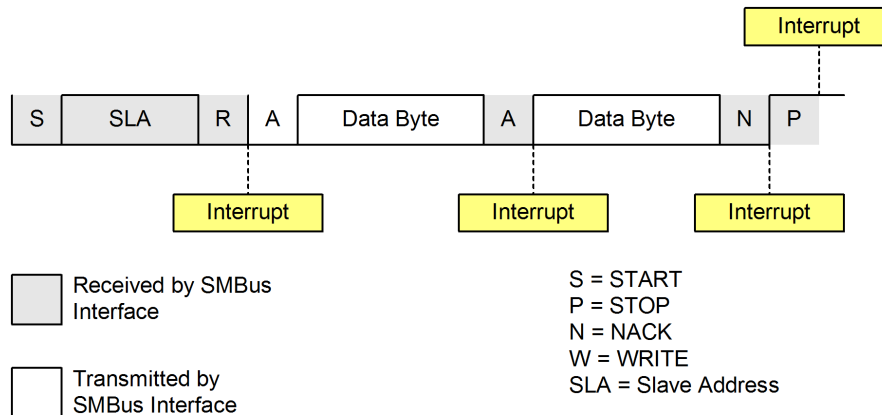 Interrupt
S SLA R A Data Byte A Data Byte N P
Interrupt Interrupt Interrupt
Received by SMBus
Interface
Transmitted by
SMBus Interface
S = START
P = STOP
N = NACK
W = WRITE
SLA = Slave Address